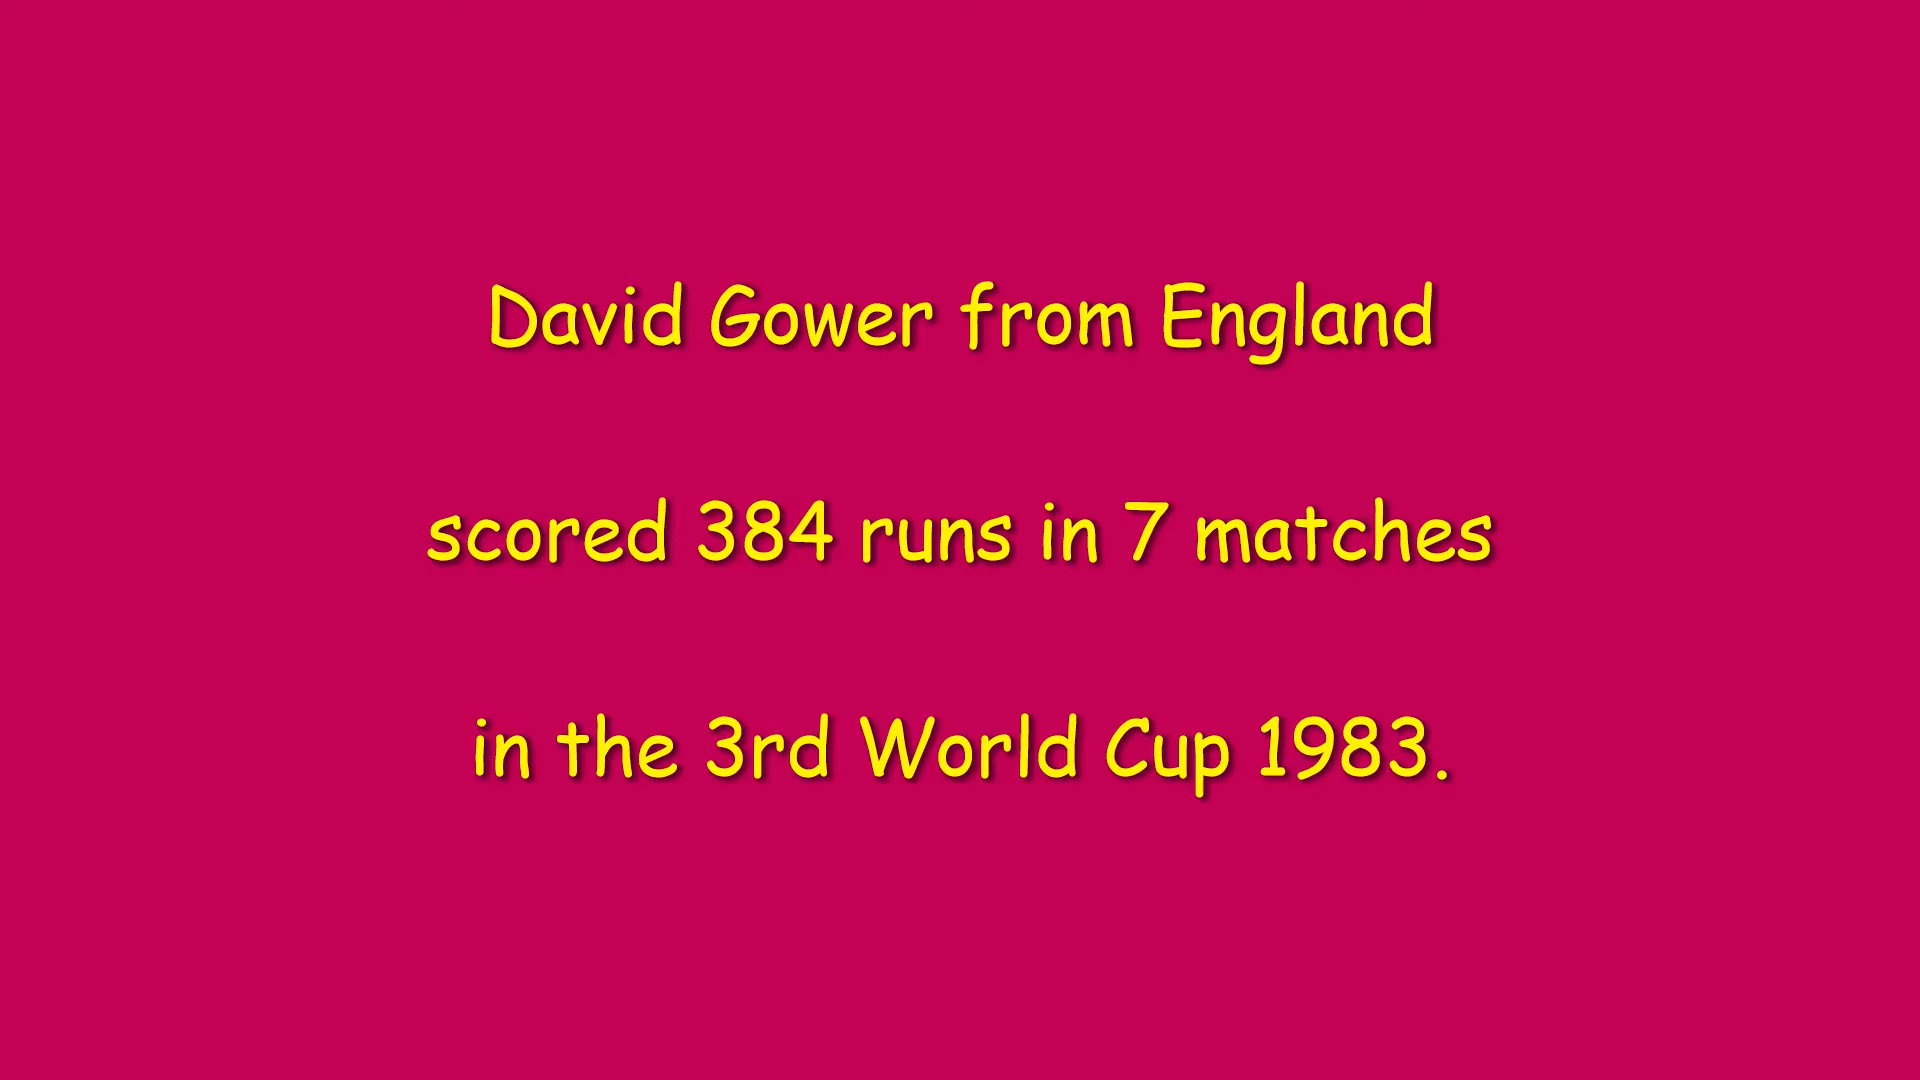 David Gower from England
scored 384 runs in 7 matches
in the 3rd World Cup 1983.